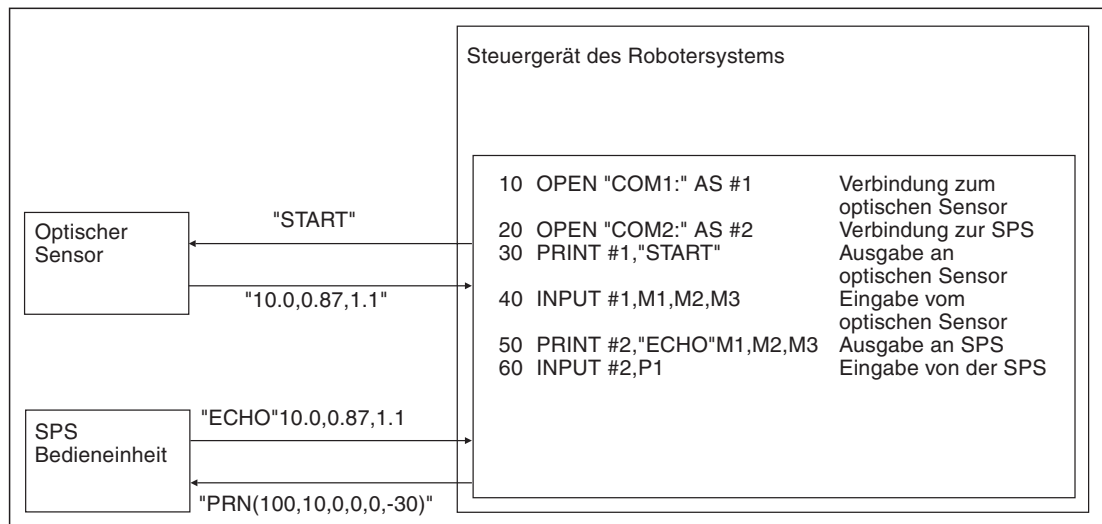 Steuergerät des Robotersystems
10 OPEN "COM1:" AS #1 Verbindung zum
optischen Sensor
20 OPEN "COM2:" AS #2 Verbindung zur SPS
30 PRINT #1,"START" Ausgabe an
optischen Sensor
40 INPUT #1,M1,M2,M3 Eingabe vom
optischen Sensor
50 PRINT #2,"ECHO"M1,M2,M3 Ausgabe an SPS
60 INPUT #2,P1 Eingabe von der SPS
Optischer
Sensor
"START"
"10.0,0.87,1.1"
SPS
Bedieneinheit
"ECHO"10.0,0.87,1.1
"PRN(100,10,0,0,0,-30)"